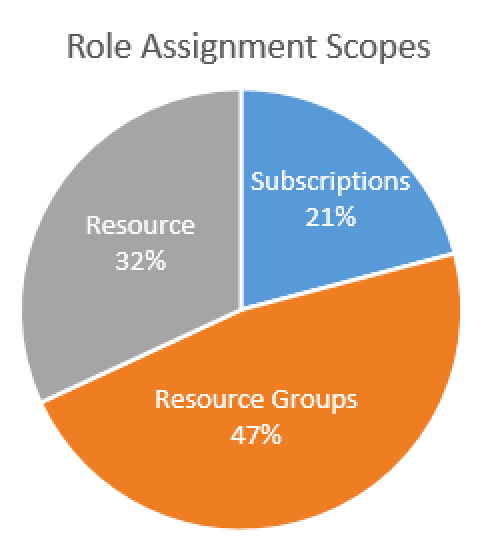 Role Assignment Scopes
Subscriptions
21%
Resource
32%
Resource Groups
47%